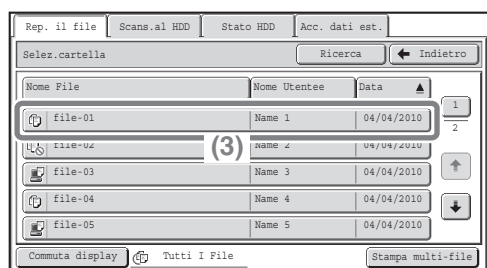 Rep. il file Scans.al HDD Stato HDD Acc. dati est.
Selez.cartella Ricerca Indietro
Nome File Nome Utentee Data
file-01 Name 1 04/04/2010 1
file-02 Name 2 04/04/2010 2
(3)
file-03 Name 3 04/04/2010
file-04 Name 4 04/04/2010
file-05 Name 5 04/04/2010
Commuta display Tutti I File Stampa multi-file